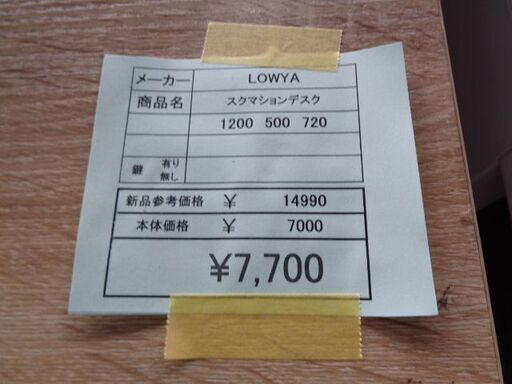 メーカー LOWYA
商品名 スクマションデスク
1200 500 720
鍵 有り 無し
新品参考価格 ¥ 14990
本体価格 ¥ 7000
¥7,700